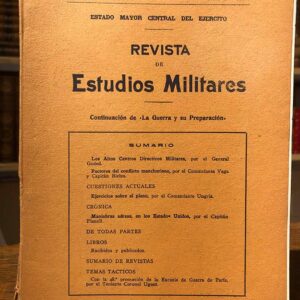 ESTADO MAYOR CENTRAL DEL EJERCITO
REVISTA
DE
Estudios Militares
Continuación de «La Guerra y su Preparación»
SUMARIO
Los Altos Centros Directivos Militares, por el General
Goded.
Factores del conflicto manchuriano, por el Comandante Vega
y Capitán
CUESTIONES ACTUALES
Ejercicios sobre el plano, por el Comandante Ungría.
CRÓNICA
Maniobras aéreas, en los Estados Unidos, por el Capitán
DE TODAS PARTES
LIBROS
Recibidos y publicados.
SUMARIO DE REVISTAS
TEMAS TACTICOS
Con la promoción de la Escuela de Guerra de París,
por el Teniente Coronel Ugued.